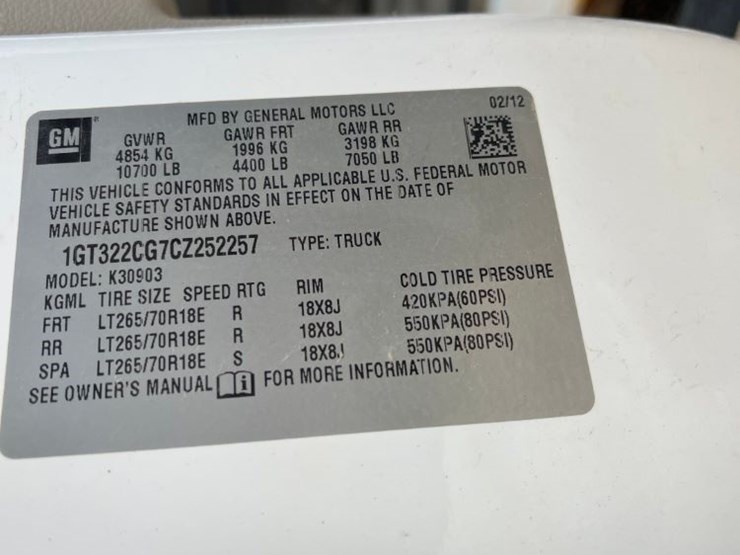 GM
MFD BY GENERAL MOTORS LLC 02/12
GVWR GAWR FRT GAWR RR
4854 KG 1996 KG 3198 KG
10700 LB 4400 LB 7050 LB
THIS VEHICLE CONFORMS TO ALL APPLICABLE U.S. FEDERAL MOTOR
VEHICLE SAFETY STANDARDS IN EFFECT ON THE DATE OF
MANUFACTURE SHOWN ABOVE.
1GT322CG7CZ252257 TYPE: TRUCK
MODEL: K30903
KGML TIRE SIZE SPEED RTG RIM COLD TIRE PRESSURE
FRT LT265/70R18E R 18X8J 420KPA(60PSI)
RR LT265/70R18E R 18X8J 550KPA(80PSI)
SPA LT265/70R18E S 18X8J 550KPA(80PSI)
SEE OWNER'S MANUAL i FOR MORE INFORMATION.